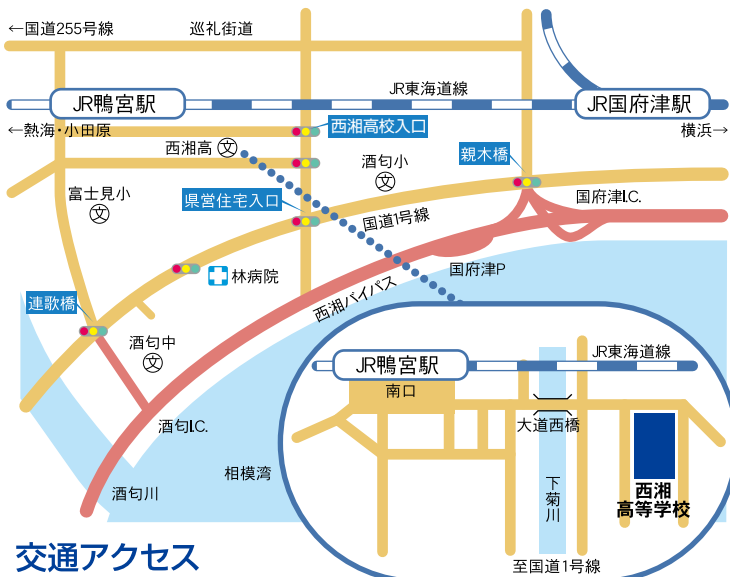 ←国道255号線
巡礼街道
JR鴨宮駅
JR東海道線
JR国府津駅
←熱海・小田原
西湘高校入口
横浜→
西湘高
文
酒匂小
文
親木橋
富士見小
文
県営住宅入口
国道1号線
国府津I.C.
林病院
国府津P
西湘バイパス
連歌橋
酒匂中
文
酒匂I.C.
酒匂川
相模湾
JR鴨宮駅
JR東海道線
南口
大道西橋
下菊川
西湘
高等学校
至国道1号線
交通アクセス